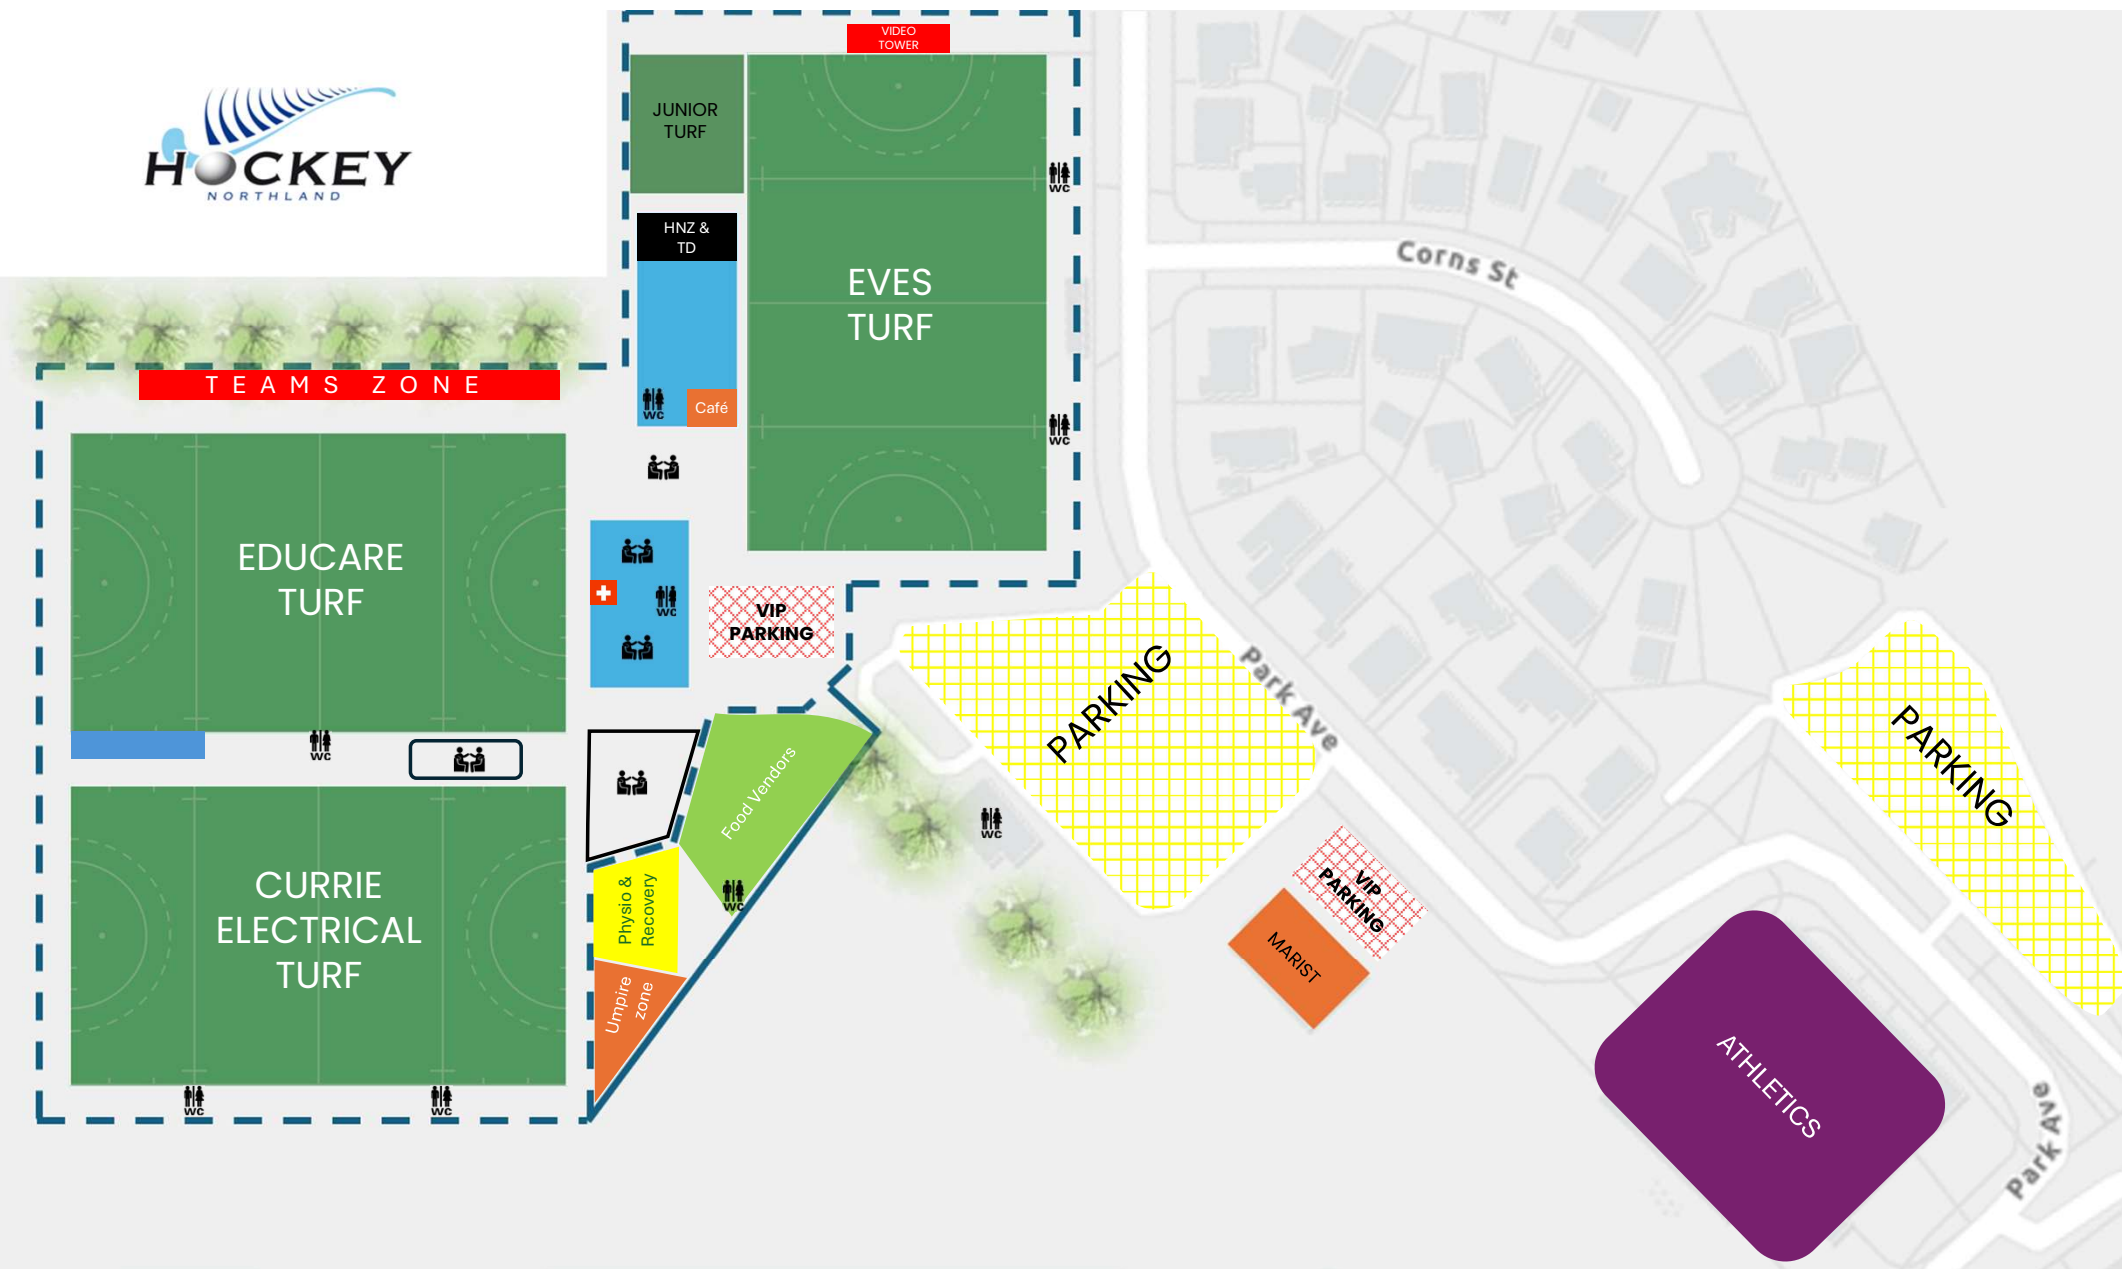 HOCKEY
NORTHLAND
VIDEO
TOWER
JUNIOR
TURF
HNZ &
TD
EVES
TURF
Café
WC
WC
WC
TEAMS ZONE
EDUCARE
TURF
WC
VIP
PARKING
WC
CURRIE
ELECTRICAL
TURF
WC
WC
Food Vendors
WC
Physio &
Recovery
Umpire
zone
WC
PARKING
Corns St
Park Ave
VIP
PARKING
MARIST
PARKING
ATHLETICS
Park Ave